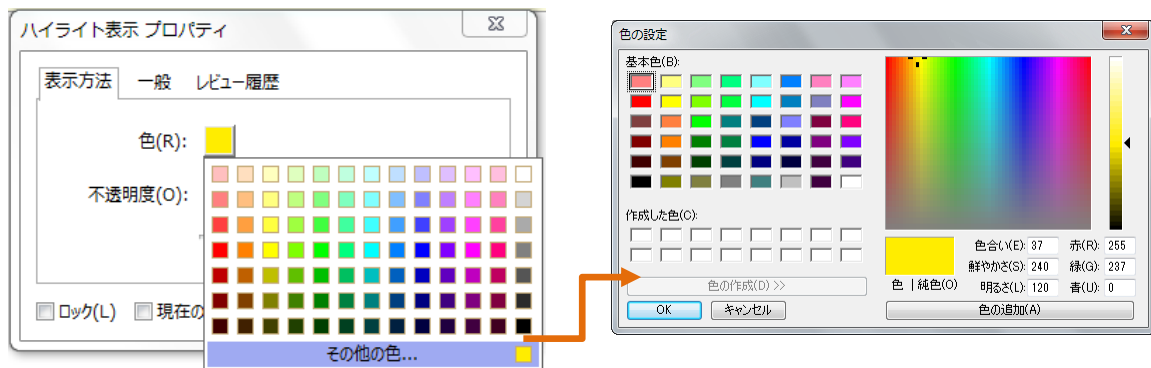 ハイライト表示 プロパティ
表示方法 一般 レビュー履歴
色(R):
不透明度(O):
ロック(L) 現在の
その他の色...
色の設定
基本色(B):
作成した色(C):
色の作成(D) >>
OK キャンセル
色 | 純色(O)
色合い(E): 37 赤(R): 255
鮮やかさ(S): 240 緑(G): 237
明るさ(L): 120 青(U): 0
色の追加(A)